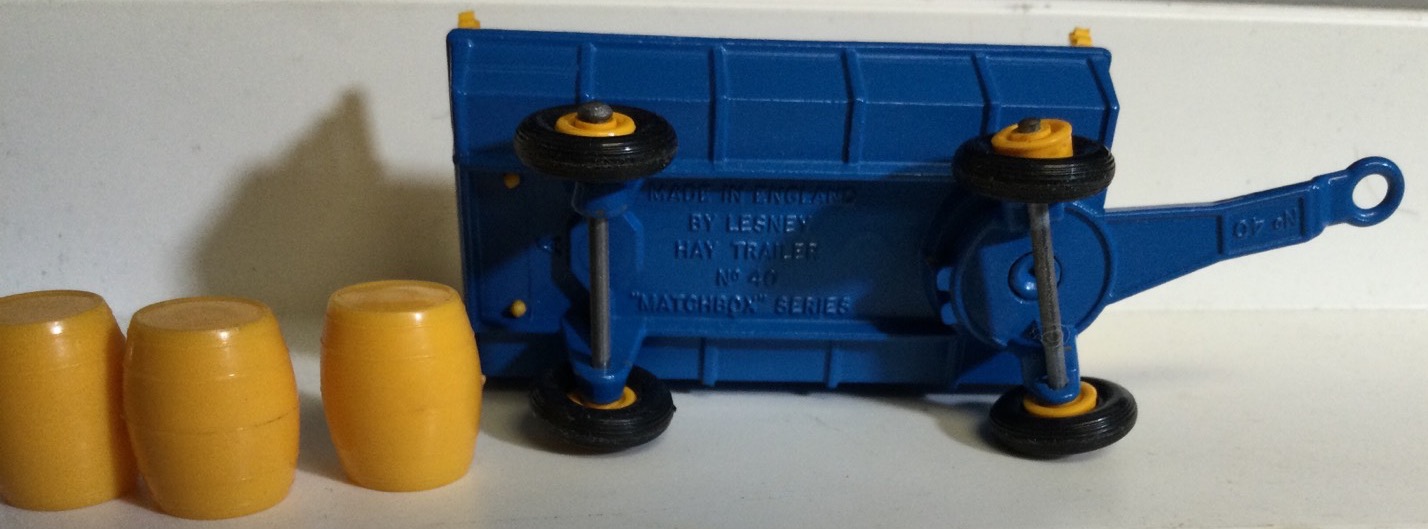 MADE IN ENGLAND
BY LESNEY
HAY TRAILER
Nº 40
"MATCHBOX" SERIES
Nº 40